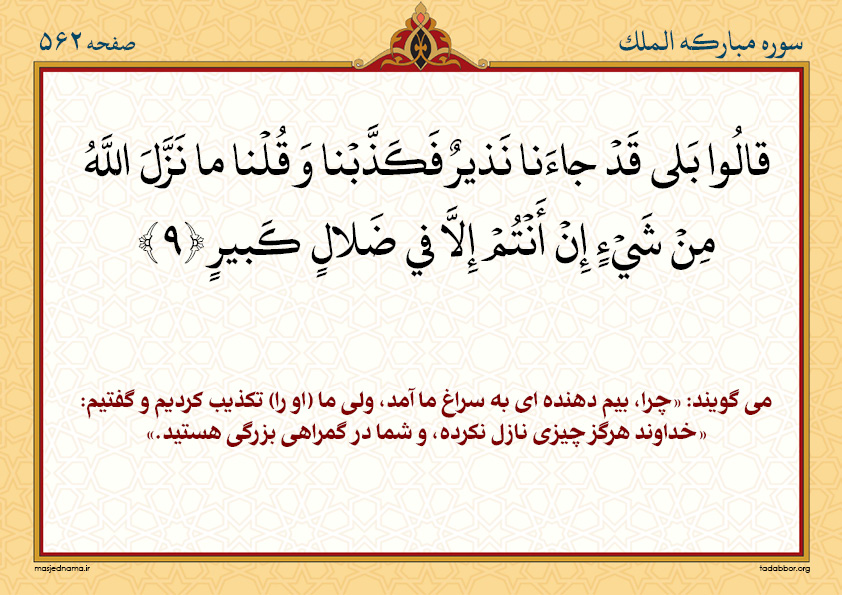 سوره مبارکه الملك
صفحه ۵۶۲
قالُوا بَلى قَدْ جاءَنا نَذيرٌ فَكَذَّبْنا وَ قُلْنا ما نَزَّلَ اللَّهُ
مِنْ شَيْءٍ إِنْ أَنْتُمْ إِلاَّ في ضَلالٍ كَبيرٍ ﴿۹﴾
می گویند: «چرا، بیم دهنده ای به سراغ ما آمد، ولی ما (او را) تکذیب کردیم و گفتیم:
«خداوند هرگز چیزی نازل نکرده، و شما در گمراهی بزرگی هستید.»
masjednama.ir
tadabbor.org